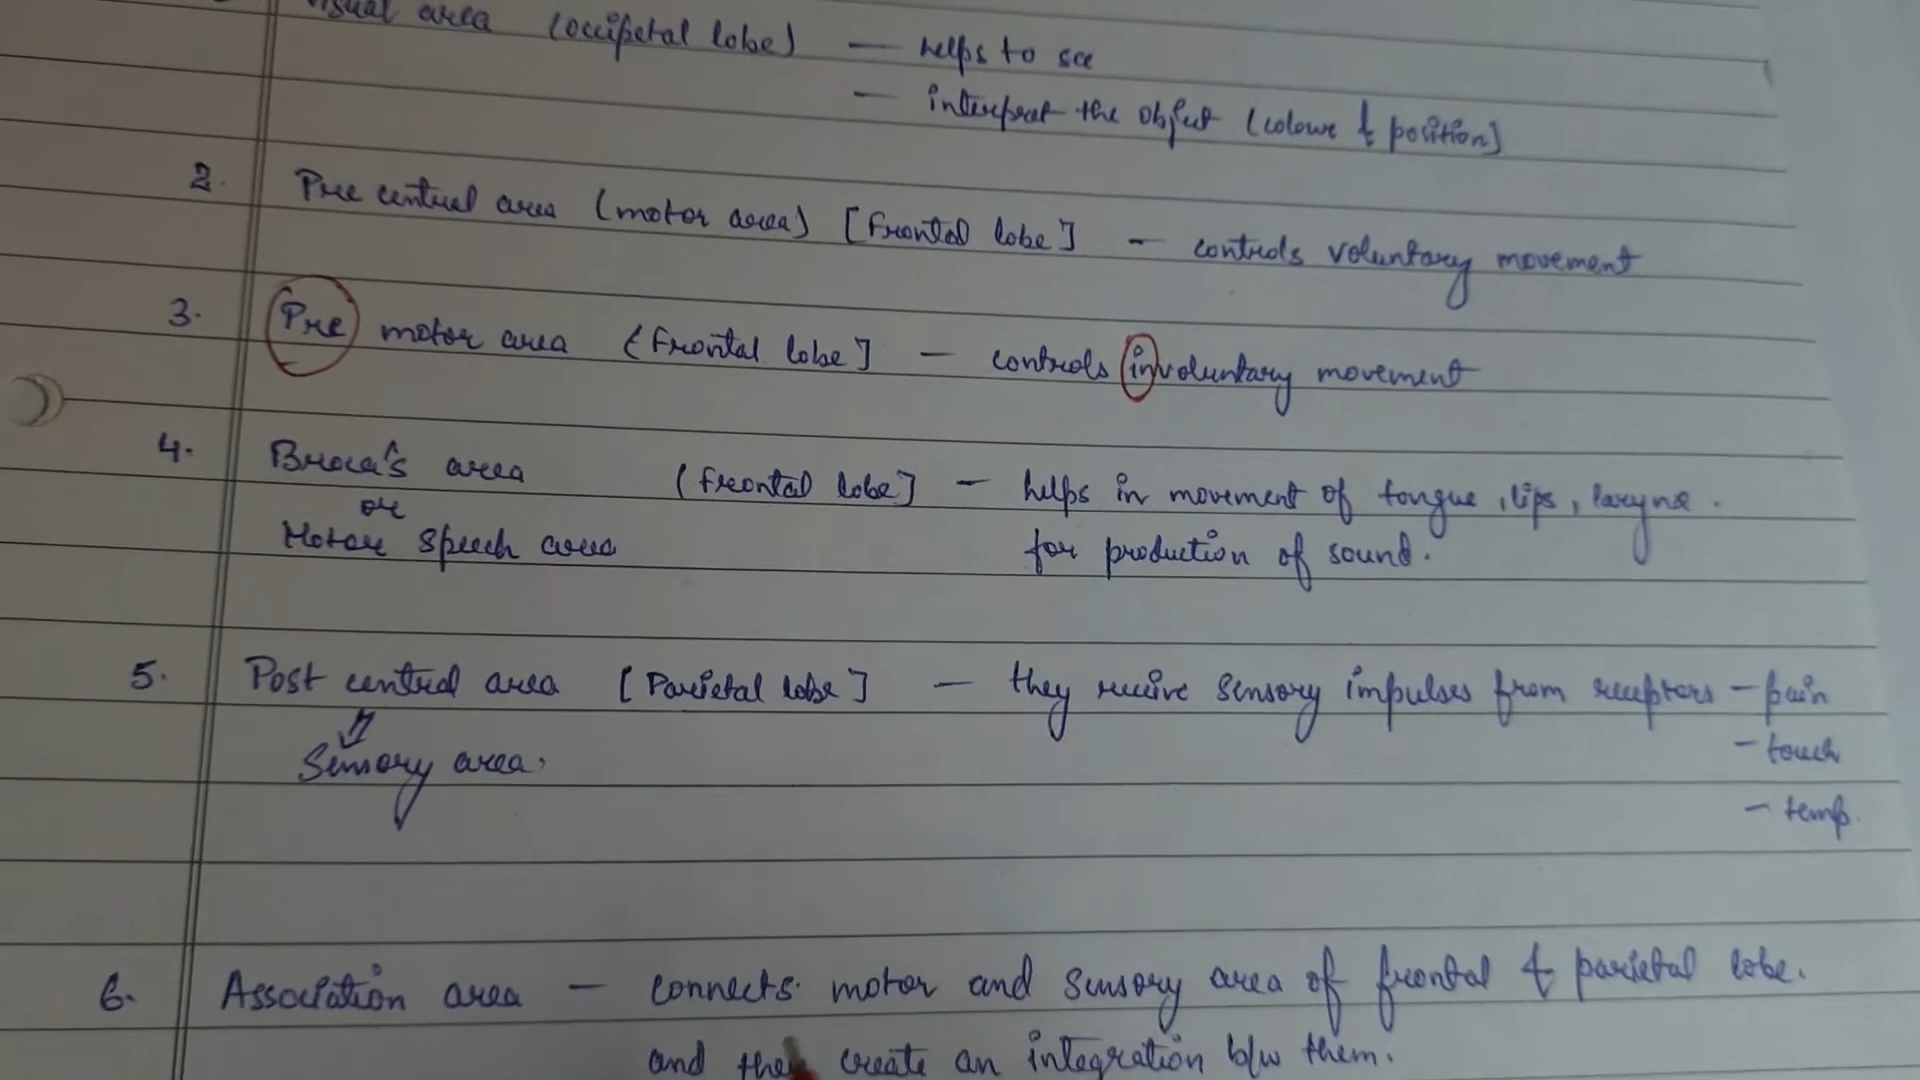 visual area (occipetal lobe) — helps to see
— interpret the object (colour & position]
2. Pre central area (motor area) [frontal lobe] — controls voluntary movement
3. Pre motor area (frontal lobe] — controls involuntary movement
4. Broca's area (frontal lobe] — helps in movement of tongue, lips, larynx.
or
Motor speech area for production of sound.
5. Post central area [Parietal lobe] — they receive sensory impulses from receptors — pain
— touch
Sensory area.
— temp.
6. Association area — connects motor and sensory area of frontal & parietal lobe.
and then create an integration b/w them.